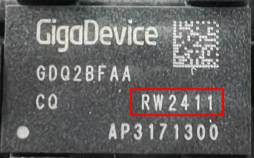 GigaDevice
GDQ2BFAA
CQ RW2411
AP3171300